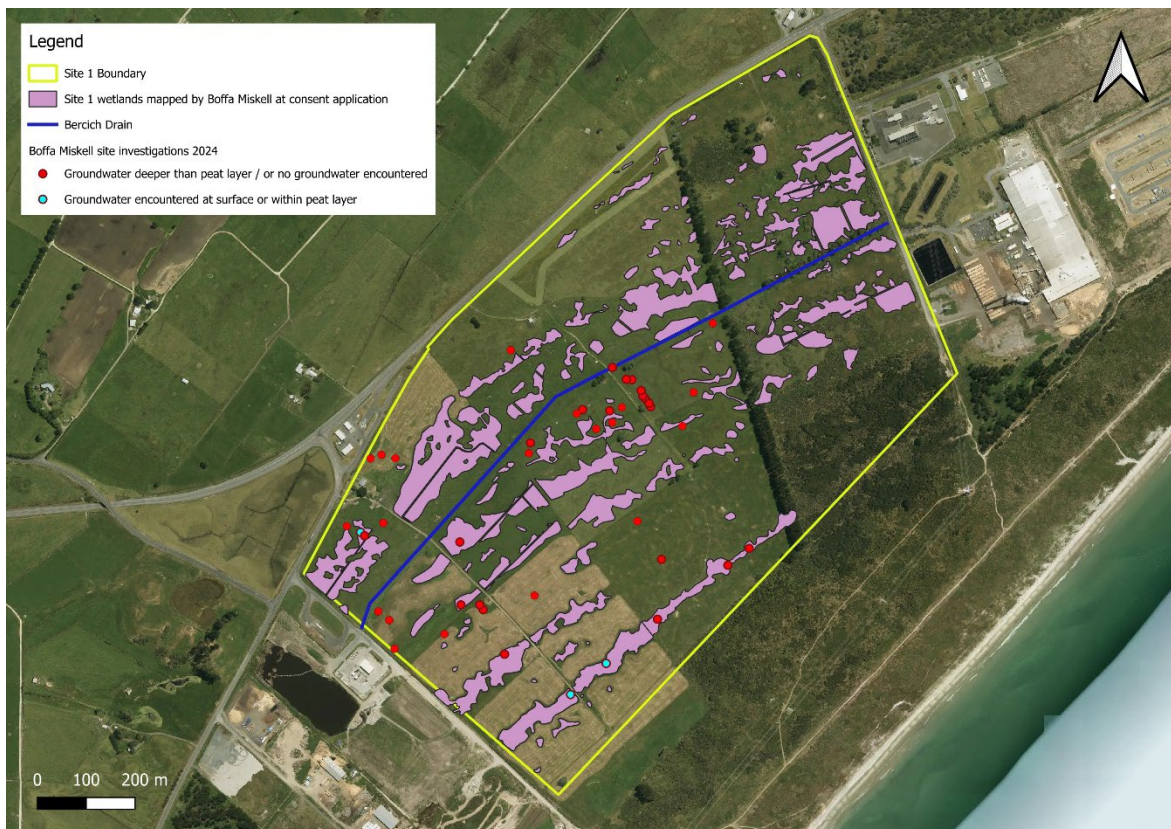 Legend
Site 1 Boundary
Site 1 wetlands mapped by Boffa Miskell at consent application
Bercich Drain
Boffa Miskell site investigations 2024
Groundwater deeper than peat layer / or no groundwater encountered
Groundwater encountered at surface or within peat layer
0 100 200 m